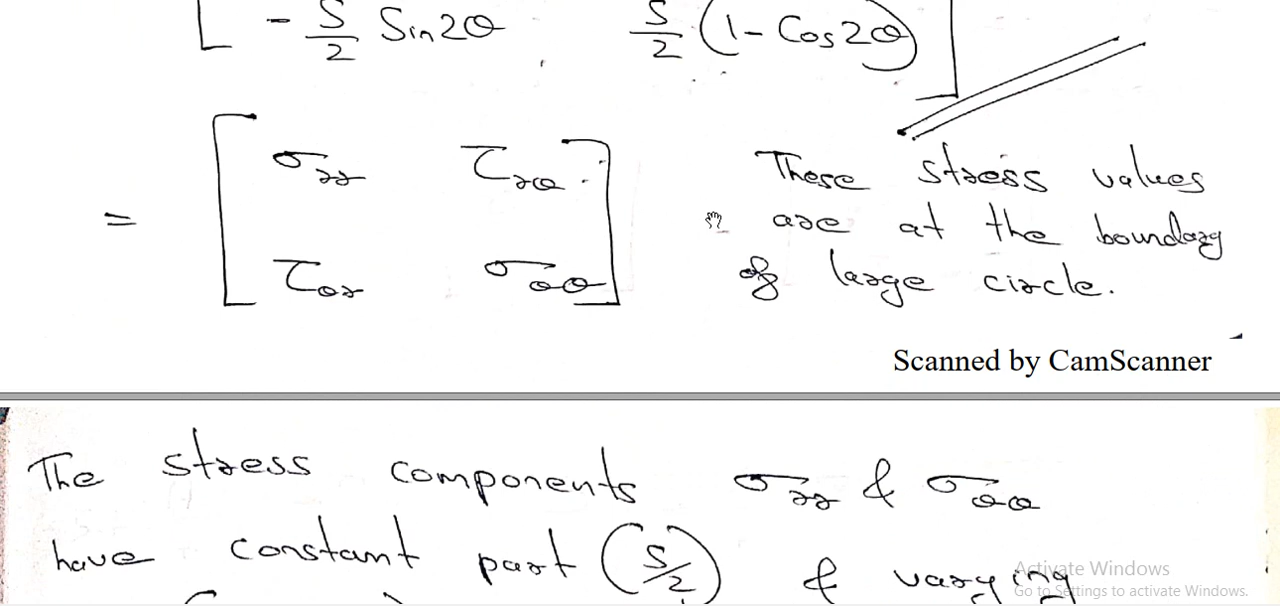 - S/2 Sin2θ S/2 (1 - Cos2θ)
= [ σrr τrθ
τθr σθθ ]
These stress values
are at the boundary
of large circle.
Scanned by CamScanner
The stress components σrr & σθθ
have constant part (S/2) & varying
Activate Windows
Go to Settings to activate Windows.